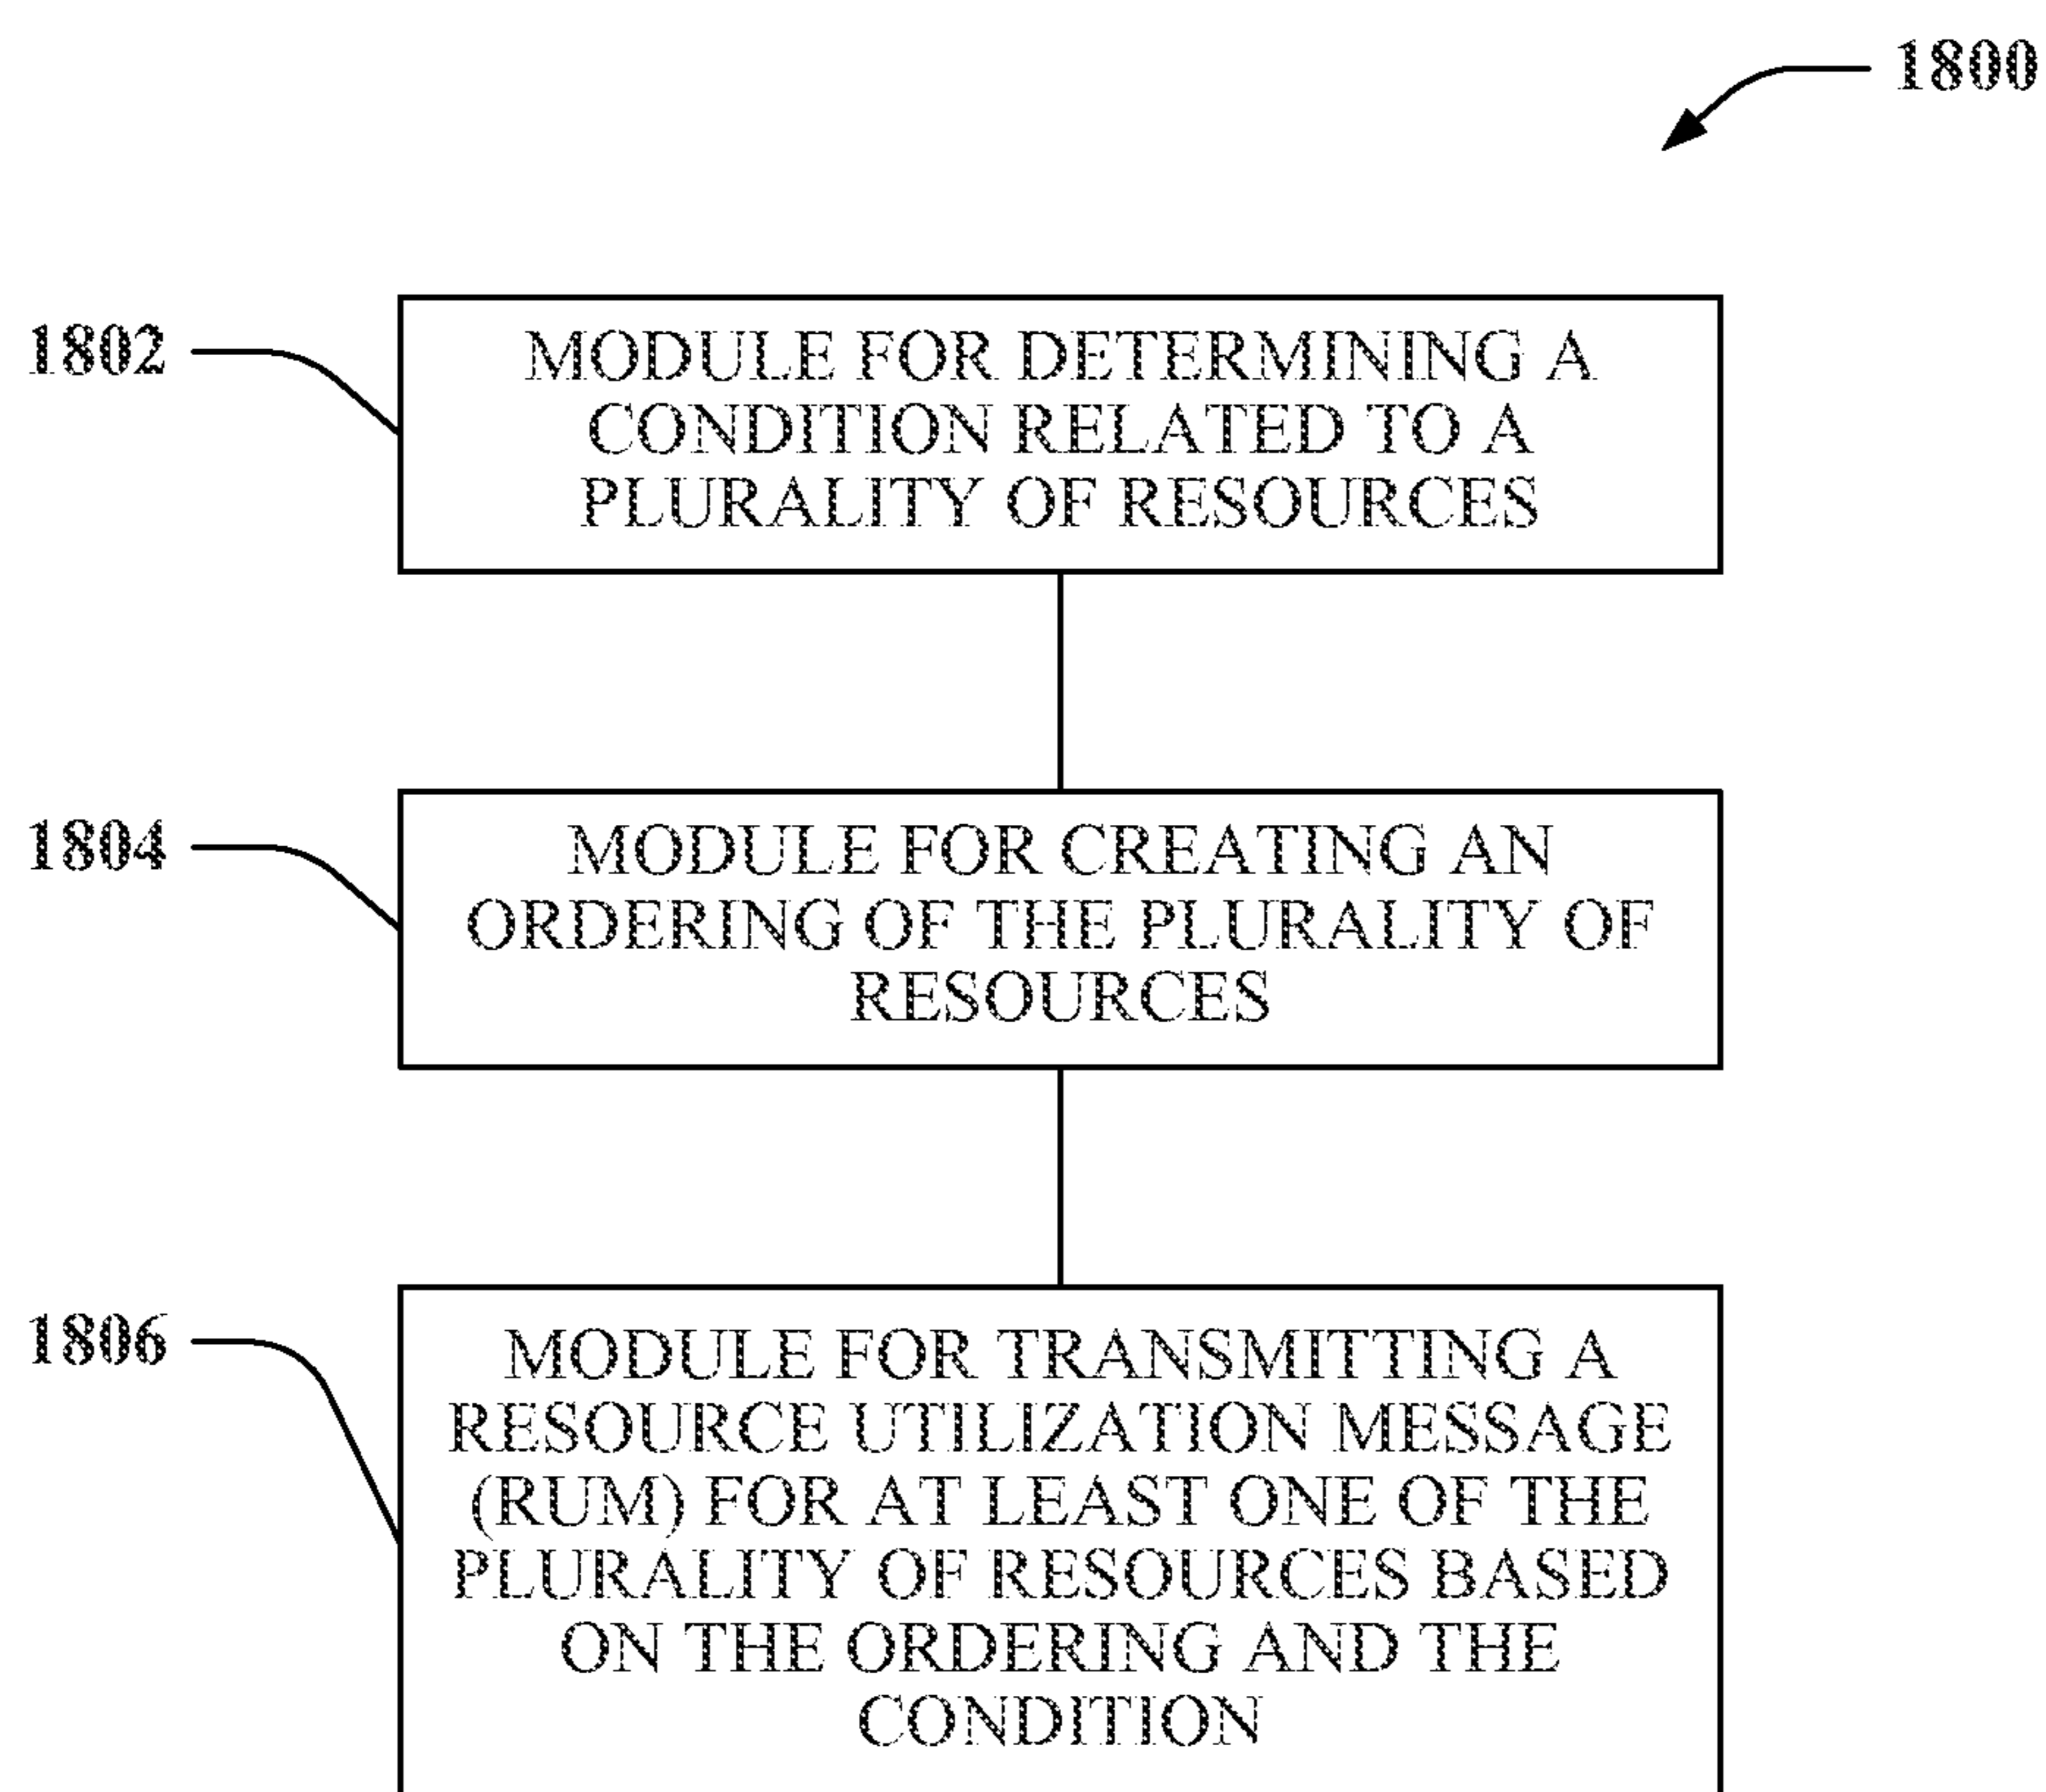 1800
1802
MODULE FOR DETERMINING A
CONDITION RELATED TO A
PLURALITY OF RESOURCES
1804
MODULE FOR CREATING AN
ORDERING OF THE PLURALITY OF
RESOURCES
1806
MODULE FOR TRANSMITTING A
RESOURCE UTILIZATION MESSAGE
(RUM) FOR AT LEAST ONE OF THE
PLURALITY OF RESOURCES BASED
ON THE ORDERING AND THE
CONDITION